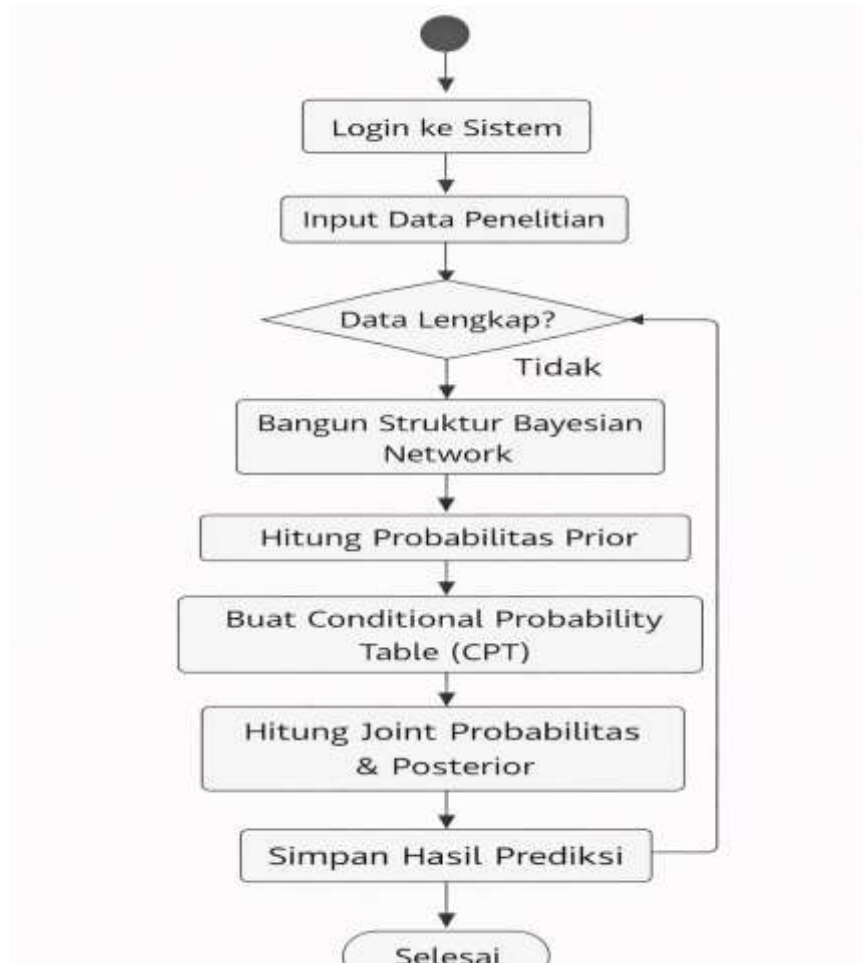 Login ke Sistem
Input Data Penelitian
Data Lengkap?
Tidak
Bangun Struktur Bayesian
Network
Hitung Probabilitas Prior
Buat Conditional Probability
Table (CPT)
Hitung Joint Probabilitas
& Posterior
Simpan Hasil Prediksi
Selesai